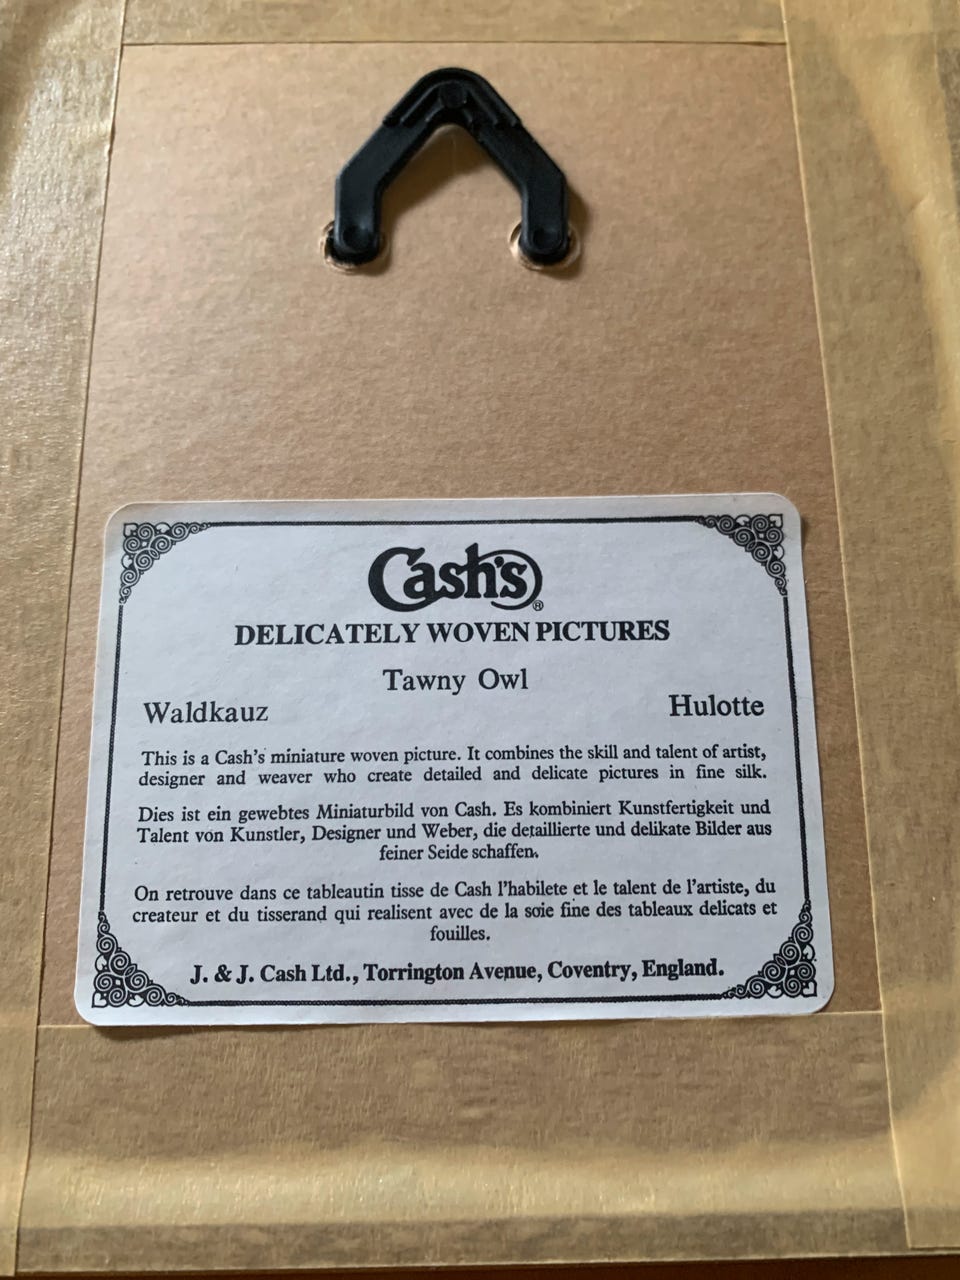 Cash's®
DELICATELY WOVEN PICTURES
Tawny Owl
Waldkauz
Hulotte
This is a Cash's miniature woven picture. It combines the skill and talent of artist,
designer and weaver who create detailed and delicate pictures in fine silk.
Dies ist ein gewebtes Miniaturbild von Cash. Es kombiniert Kunstfertigkeit und
Talent von Kunstler, Designer und Weber, die detaillierte und delikate Bilder aus
feiner Seide schaffen.
On retrouve dans ce tableautin tisse de Cash l'habilete et le talent de l'artiste, du
createur et du tisserand qui realisent avec de la soie fine des tableaux delicats et
fouilles.
J. & J. Cash Ltd., Torrington Avenue, Coventry, England.